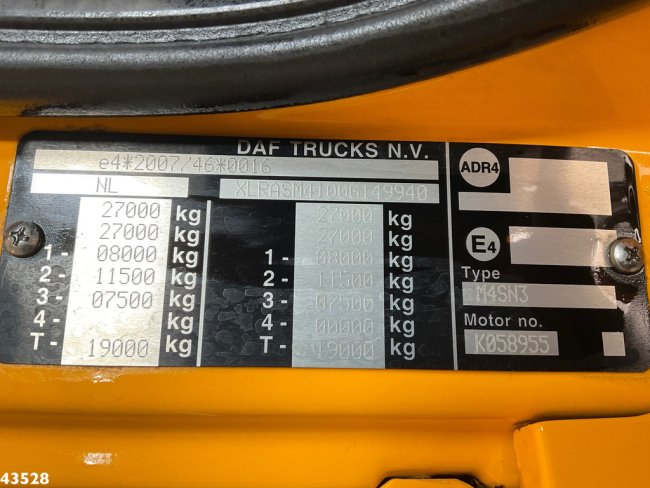 DAF TRUCKS N.V.
e4*2007/46*0016
NL XLRASM4100G149940
27000 kg 27000 kg
27000 kg 27000 kg
1- 08000 kg 1- 08000 kg
2- 11500 kg 2- 11500 kg
3- 07500 kg 3- 07500 kg
4- kg 4- 00000 kg
T- 19000 kg T- 19000 kg
ADR4
E4
Type
M4SN3
Motor no.
K058955
43528